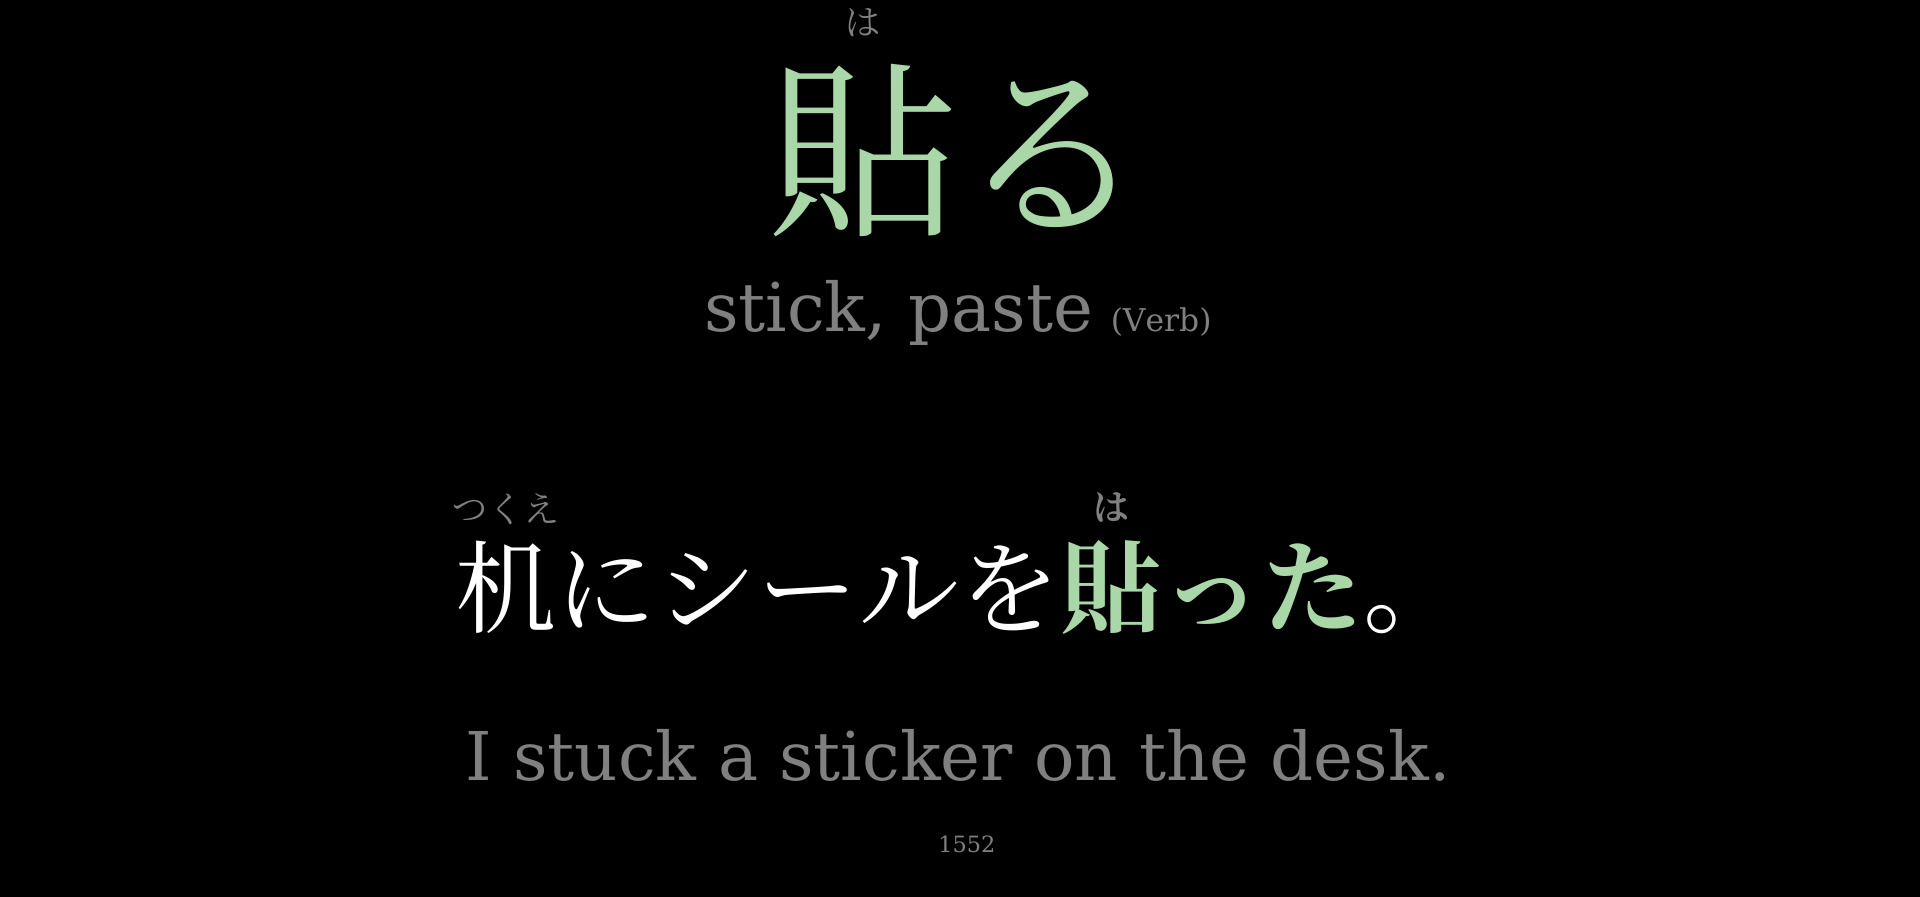 は
貼る
stick, paste (Verb)
つくえ は
机にシールを貼った。
I stuck a sticker on the desk.
1552